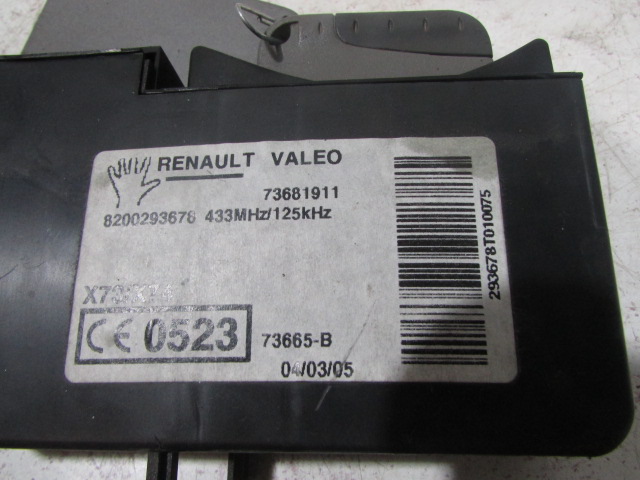 RENAULT VALEO
73681911
8200293678 433MHz/125kHz
CE 0523
73665-B
04/03/05
293678T010075